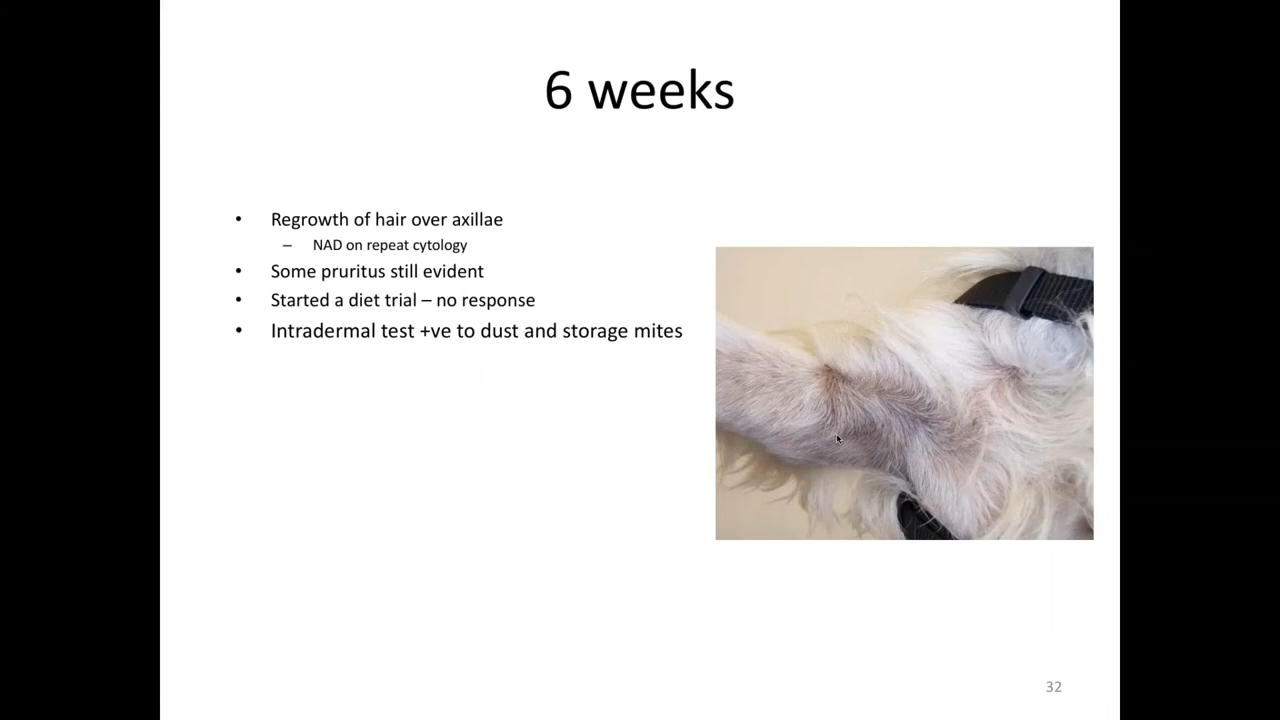 6 weeks
• Regrowth of hair over axillae
– NAD on repeat cytology
• Some pruritus still evident
• Started a diet trial – no response
• Intradermal test +ve to dust and storage mites
32